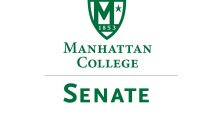 M
1853
MANHATTAN
COLLEGE
SENATE